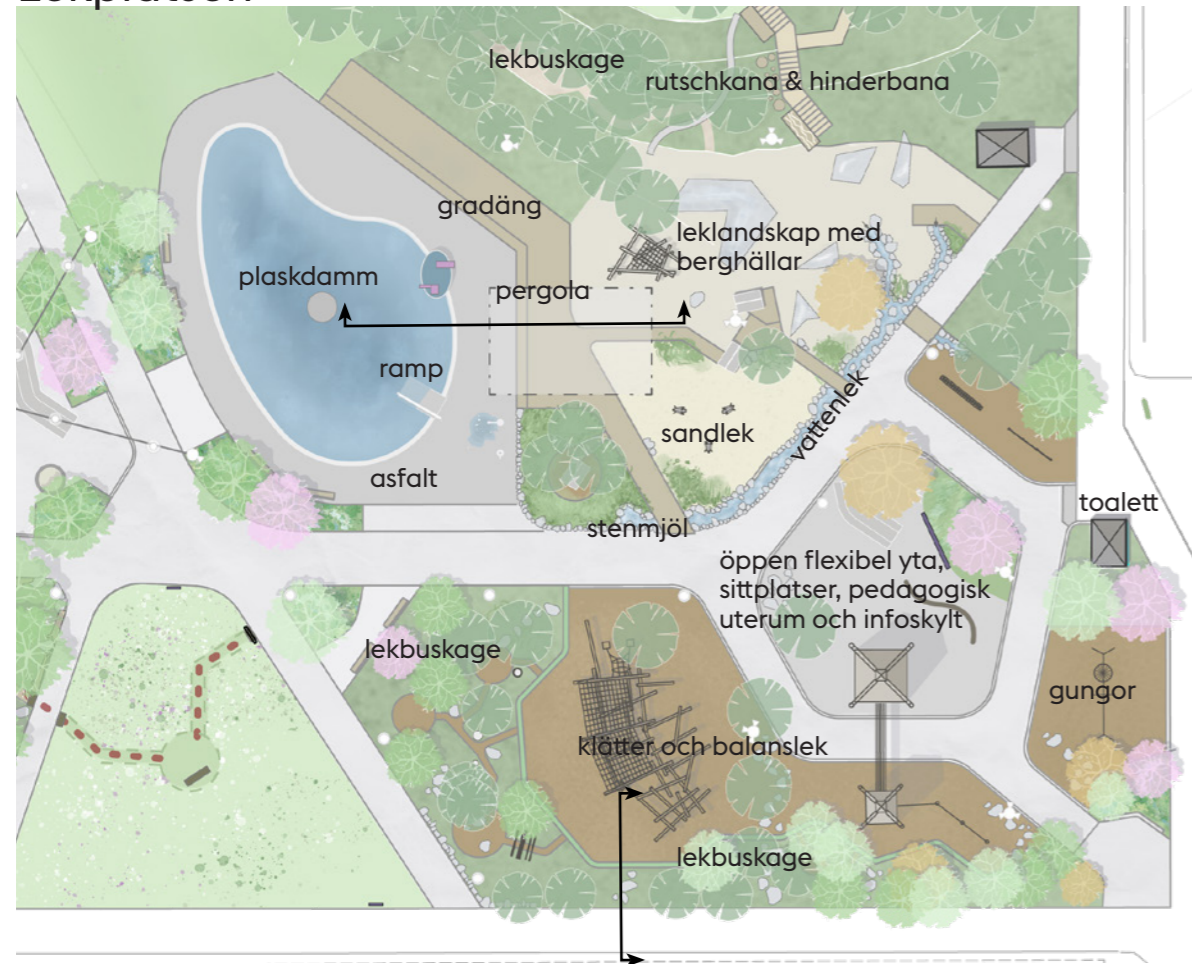 Lekplatsen
lekbuskage
rutschkana & hinderbana
gradäng
leklandskap med
berghällar
plaskdamm
pergola
ramp
sandlek
vattenlek
asfalt
stenmjöl
toalett
öppen flexibel yta,
sittplatser, pedagogisk
uterum och infoskylt
lekbuskage
gungor
klätter och balanslek
lekbuskage